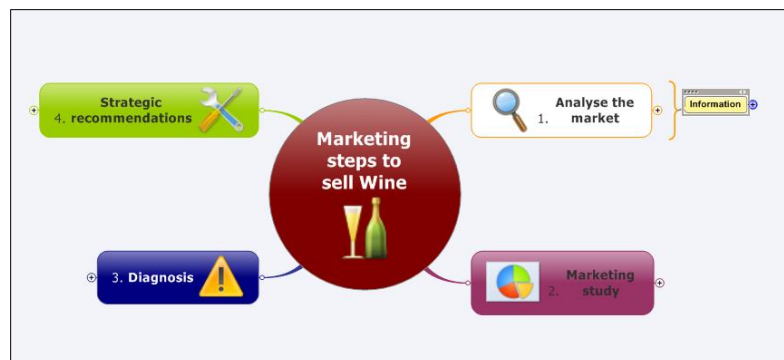 Marketing
steps to
sell Wine
Analyse the
1. market
Information
Marketing
2. study
3. Diagnosis
Strategic
4. recommendations